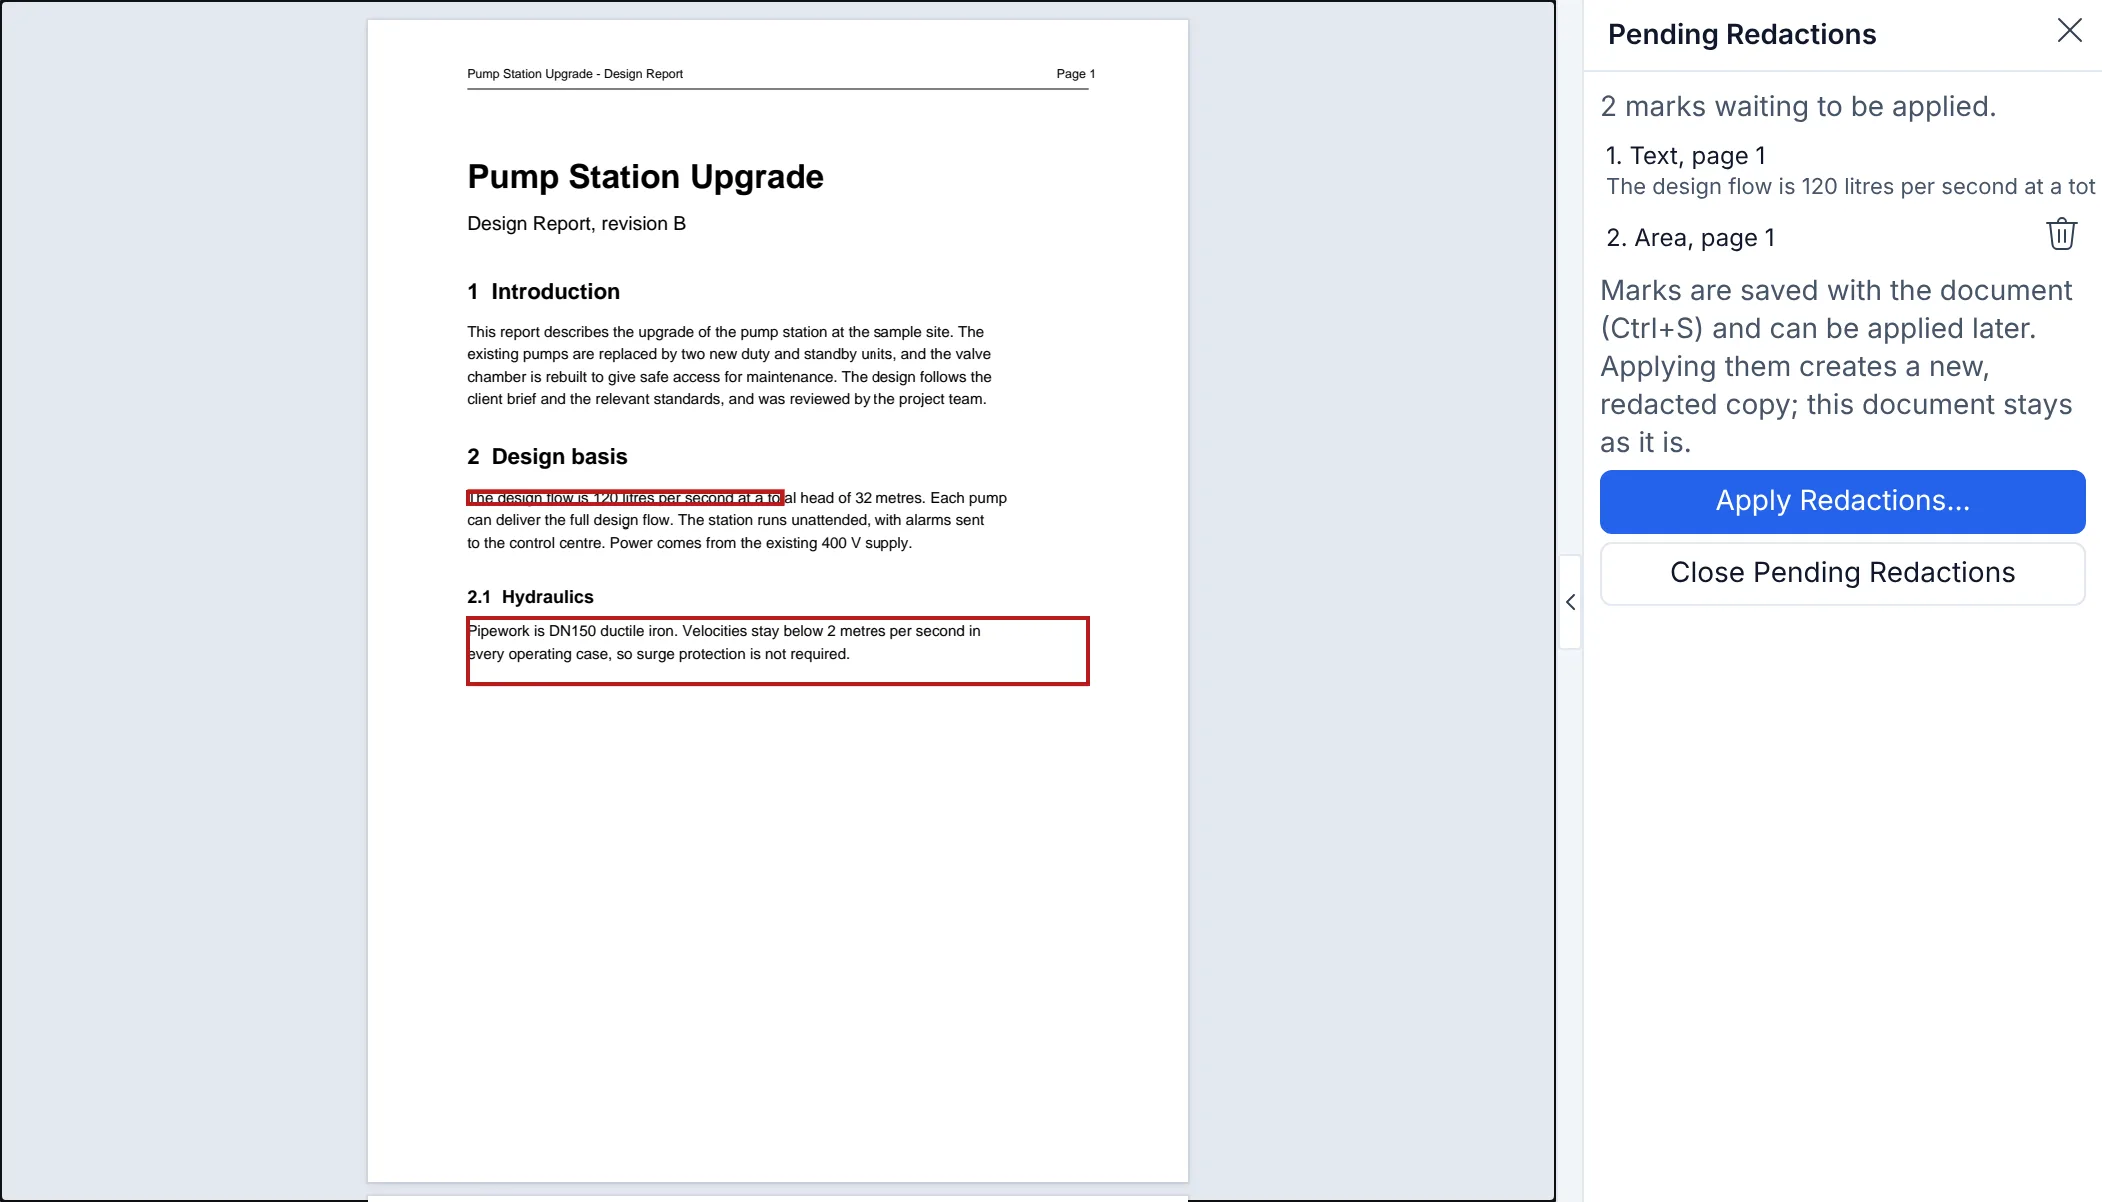 Pump Station Upgrade - Design Report Page 1
Pump Station Upgrade
Design Report, revision B
1 Introduction
This report describes the upgrade of the pump station at the sample site. The
existing pumps are replaced by two new duty and standby units, and the valve
chamber is rebuilt to give safe access for maintenance. The design follows the
client brief and the relevant standards, and was reviewed by the project team.
2 Design basis
The design flow is 120 litres per second at a total head of 32 metres. Each pump
can deliver the full design flow. The station runs unattended, with alarms sent
to the control centre. Power comes from the existing 400 V supply.
2.1 Hydraulics
Pipework is DN150 ductile iron. Velocities stay below 2 metres per second in
every operating case, so surge protection is not required.
Pending Redactions
2 marks waiting to be applied.
1. Text, page 1
The design flow is 120 litres per second at a tot
2. Area, page 1
Marks are saved with the document
(Ctrl+S) and can be applied later.
Applying them creates a new,
redacted copy; this document stays
as it is.
Apply Redactions...
Close Pending Redactions